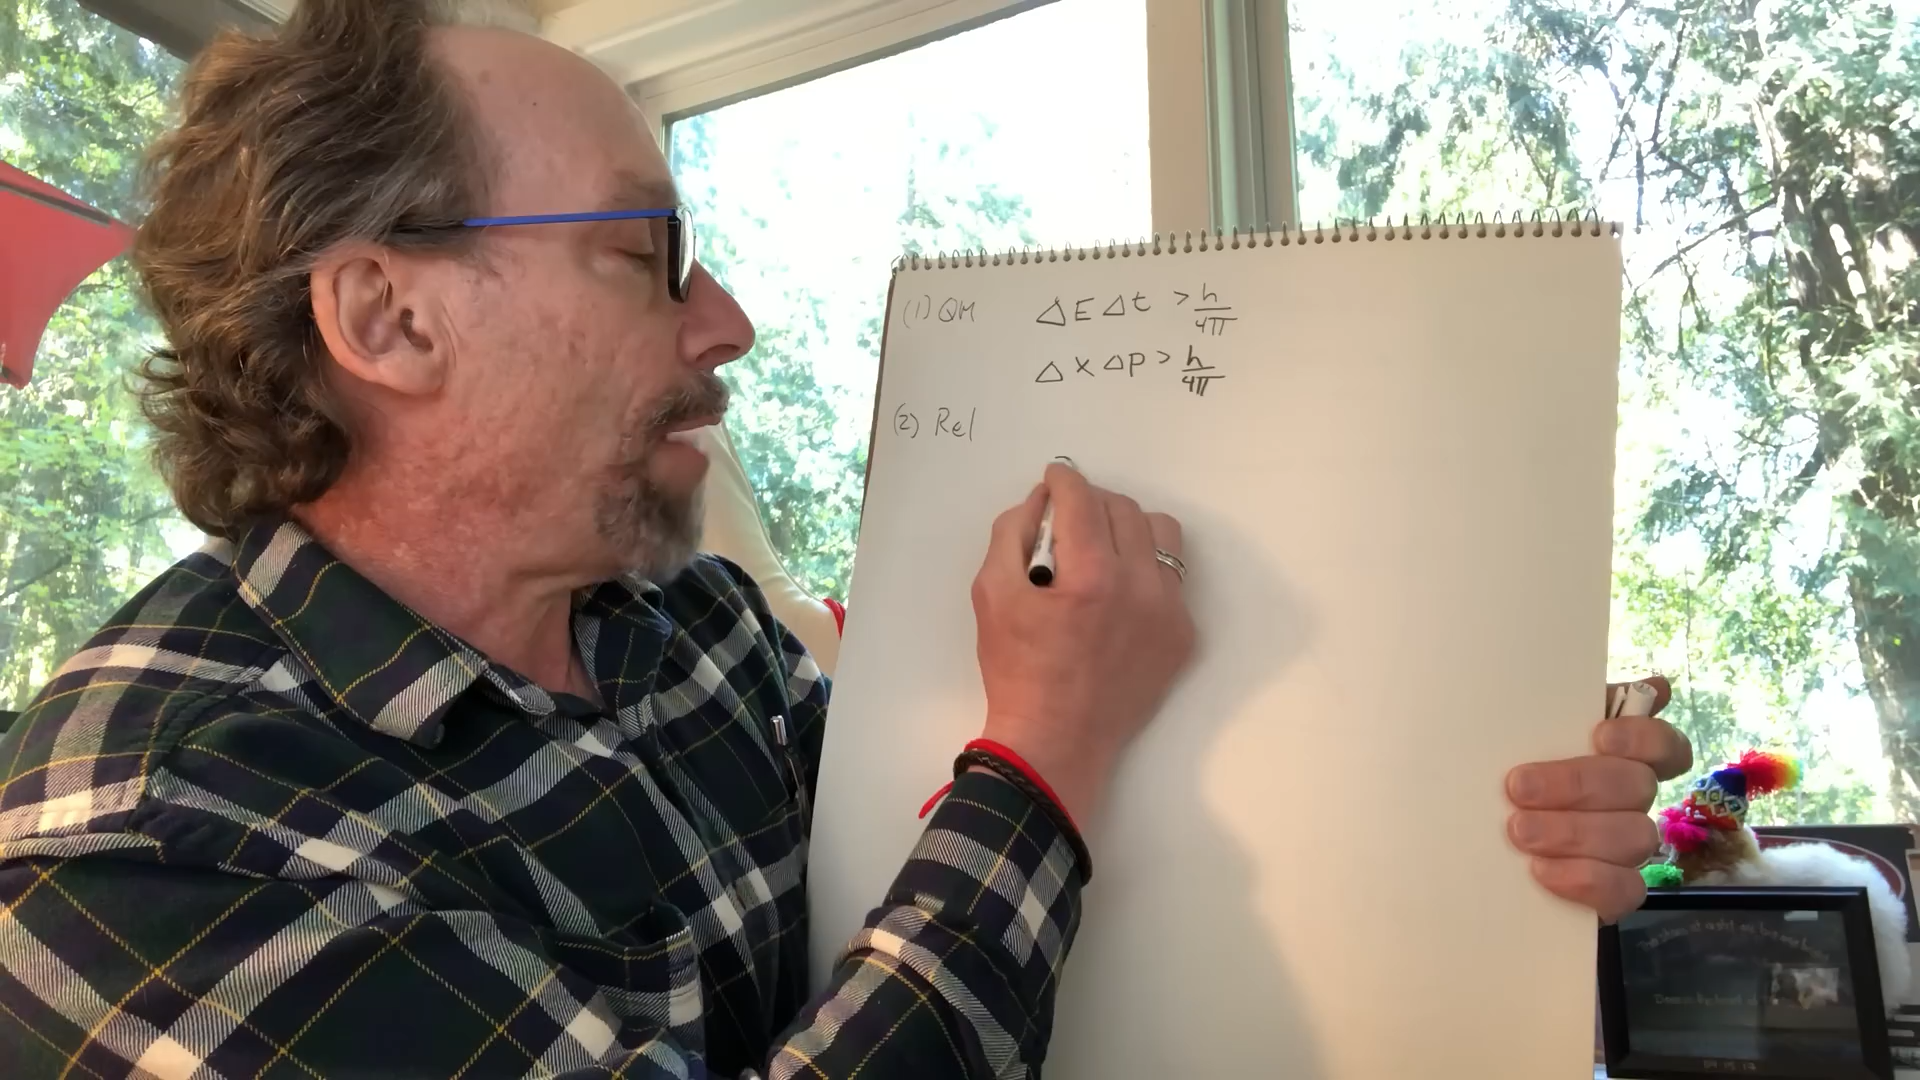 (1) QM ΔEΔt > h/4π
ΔxΔp > h/4π
(2) Rel